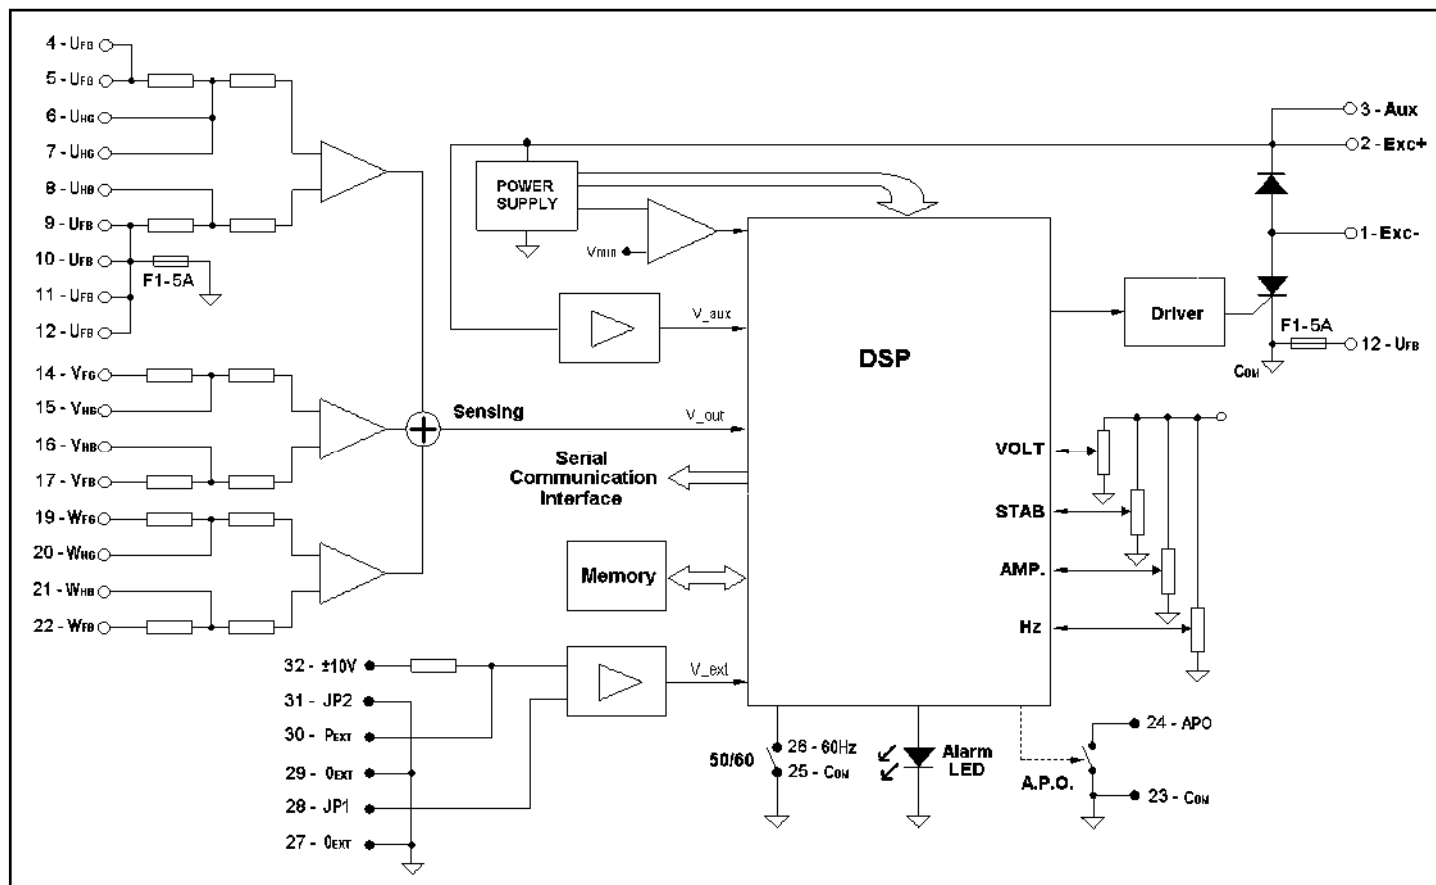 4 - UFB
5 - UFG
6 - UHG
7 - UHG
8 - UHB
9 - UFB
10 - UFB
F1-5A
11 - UFB
12 - UFB
14 - VFG
15 - VHG
16 - VHB
17 - VFB
19 - WFG
20 - WHG
21 - WHB
22 - WFB
Sensing
POWER
SUPPLY
Vmin
V_aux
V_out
Serial
Communication
Interface
Memory
V_ext
DSP
32 - ±10V
31 - JP2
30 - PEXT
29 - 0EXT
28 - JP1
27 - 0EXT
3 - Aux
2 - Exc+
1 - Exc-
Driver
F1-5A
12 - UFB
COM
VOLT
STAB
AMP.
Hz
50/60
26 - 60Hz
25 - COM
Alarm
LED
A.P.O.
24 - APO
23 - COM